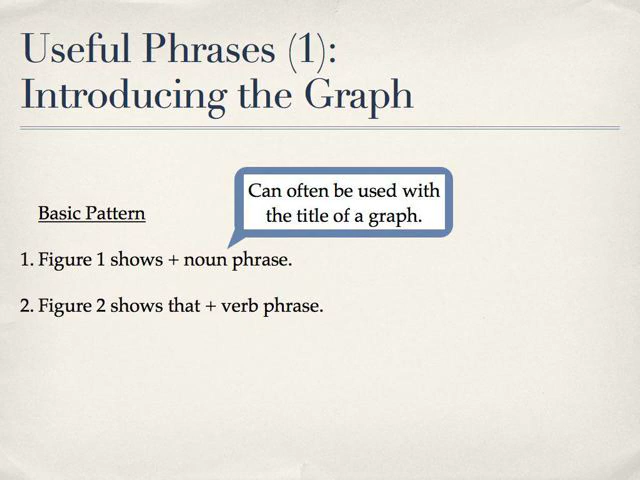 Useful Phrases (1):
Introducing the Graph
Can often be used with
the title of a graph.
Basic Pattern
1. Figure 1 shows + noun phrase.
2. Figure 2 shows that + verb phrase.